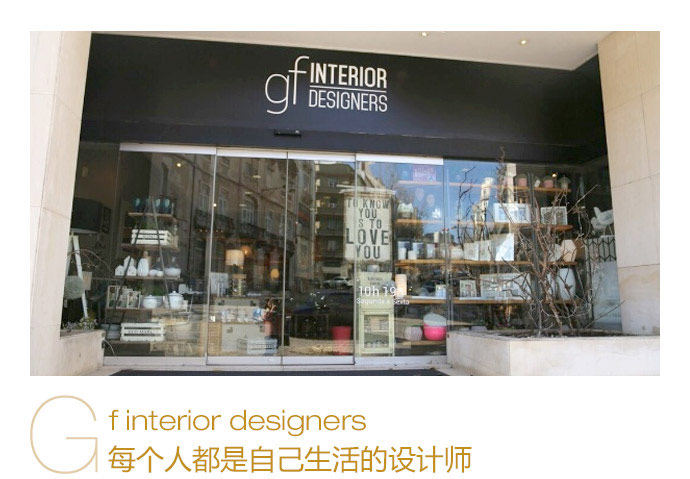 gf INTERIOR
DESIGNERS
TO KNOW
YOU
IS TO
LOVE
YOU
10h 19h
Segunda a Sexta
Gf interior designers
每个人都是自己生活的设计师